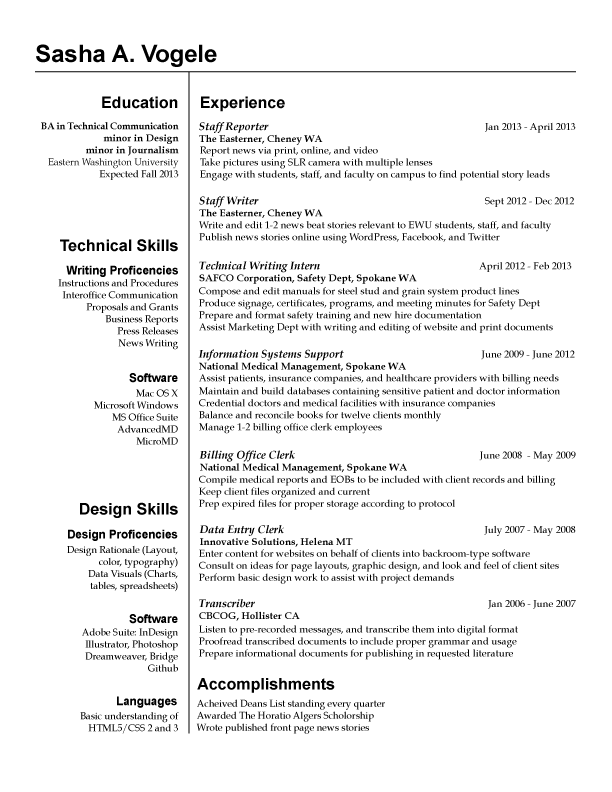 Sasha A. Vogele
Education
BA in Technical Communication
minor in Design
minor in Journalism
Eastern Washington University
Expected Fall 2013
Technical Skills
Writing Proficencies
Instructions and Procedures
Interoffice Communication
Proposals and Grants
Business Reports
Press Releases
News Writing
Software
Mac OS X
Microsoft Windows
MS Office Suite
AdvancedMD
MicroMD
Design Skills
Design Proficencies
Design Rationale (Layout,
color, typography)
Data Visuals (Charts,
tables, spreadsheets)
Software
Adobe Suite: InDesign
Illustrator, Photoshop
Dreamweaver, Bridge
Github
Languages
Basic understanding of
HTML5/CSS 2 and 3
Experience
Staff Reporter Jan 2013 - April 2013
The Easterner, Cheney WA
Report news via print, online, and video
Take pictures using SLR camera with multiple lenses
Engage with students, staff, and faculty on campus to find potential story leads
Staff Writer Sept 2012 - Dec 2012
The Easterner, Cheney WA
Write and edit 1-2 news beat stories relevant to EWU students, staff, and faculty
Publish news stories online using WordPress, Facebook, and Twitter
Technical Writing Intern April 2012 - Feb 2013
SAFCO Corporation, Safety Dept, Spokane WA
Compose and edit manuals for steel stud and grain system product lines
Produce signage, certificates, programs, and meeting minutes for Safety Dept
Prepare and format safety training and new hire documentation
Assist Marketing Dept with writing and editing of website and print documents
Information Systems Support June 2009 - June 2012
National Medical Management, Spokane WA
Assist patients, insurance companies, and healthcare providers with billing needs
Maintain and build databases containing sensitive patient and doctor information
Credential doctors and medical facilities with insurance companies
Balance and reconcile books for twelve clients monthly
Manage 1-2 billing office clerk employees
Billing Office Clerk June 2008 - May 2009
National Medical Management, Spokane WA
Compile medical reports and EOBs to be included with client records and billing
Keep client files organized and current
Prep expired files for proper storage according to protocol
Data Entry Clerk July 2007 - May 2008
Innovative Solutions, Helena MT
Enter content for websites on behalf of clients into backroom-type software
Consult on ideas for page layouts, graphic design, and look and feel of client sites
Perform basic design work to assist with project demands
Transcriber Jan 2006 - June 2007
CBCOG, Hollister CA
Listen to pre-recorded messages, and transcribe them into digital format
Proofread transcribed documents to include proper grammar and usage
Prepare informational documents for publishing in requested literature
Accomplishments
Acheived Deans List standing every quarter
Awarded The Horatio Algers Scholorship
Wrote published front page news stories